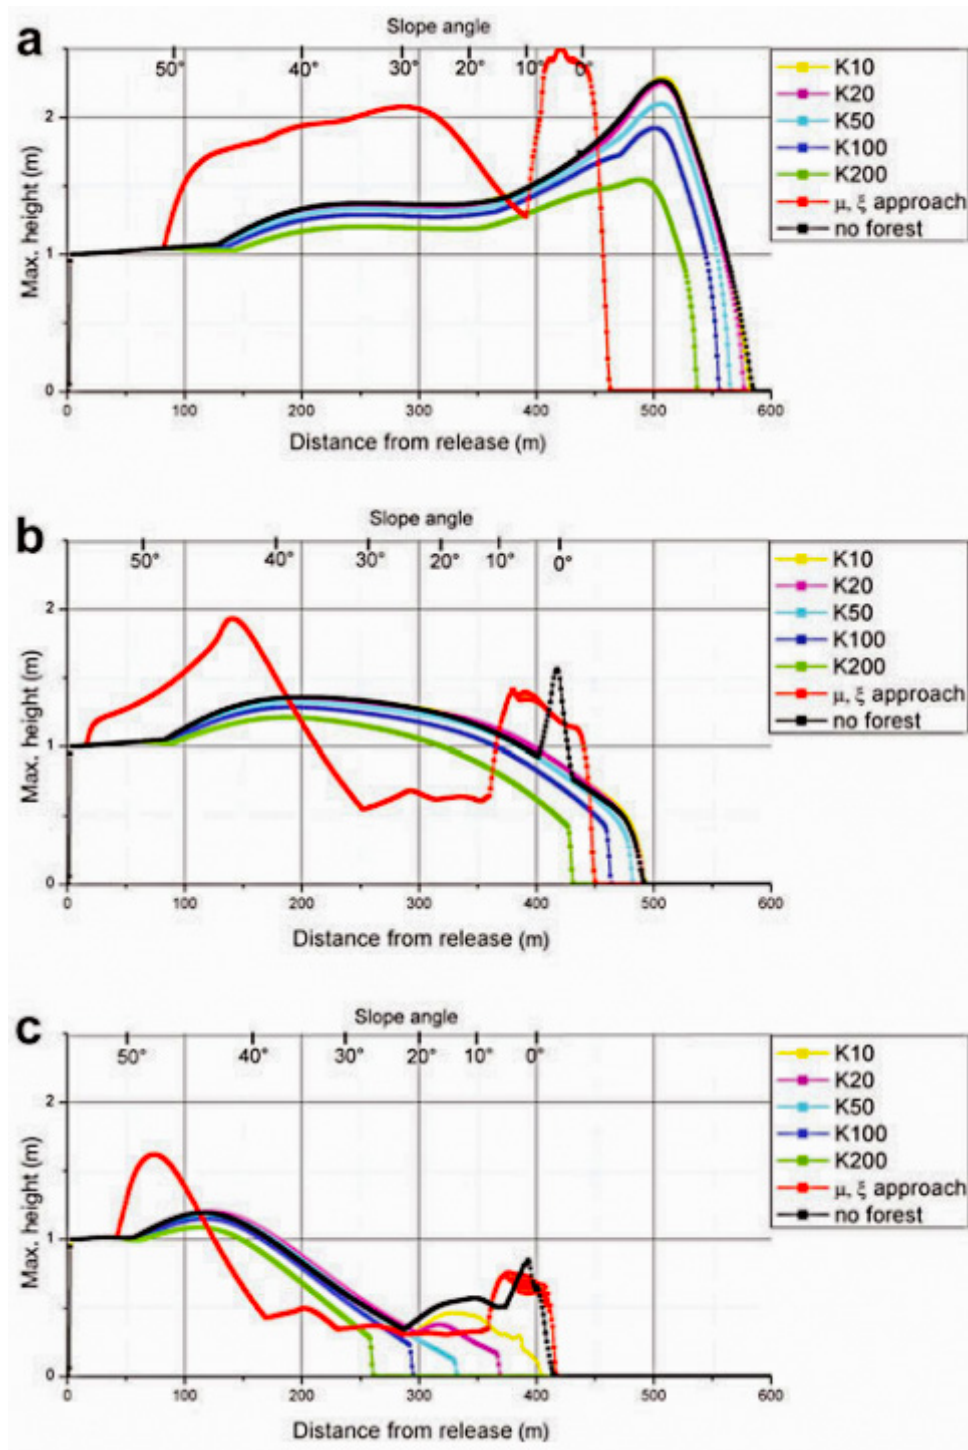 a
Slope angle
50° 40° 30° 20° 10° 0°
Max. height (m)
2
1
0
0 100 200 300 400 500 600
Distance from release (m)
K10
K20
K50
K100
K200
μ, ξ approach
no forest
b
Slope angle
50° 40° 30° 20° 10° 0°
Max. height (m)
2
1
0
0 100 200 300 400 500 600
Distance from release (m)
K10
K20
K50
K100
K200
μ, ξ approach
no forest
c
Slope angle
50° 40° 30° 20° 10° 0°
Max. height (m)
2
1
0
0 100 200 300 400 500 600
Distance from release (m)
K10
K20
K50
K100
K200
μ, ξ approach
no forest